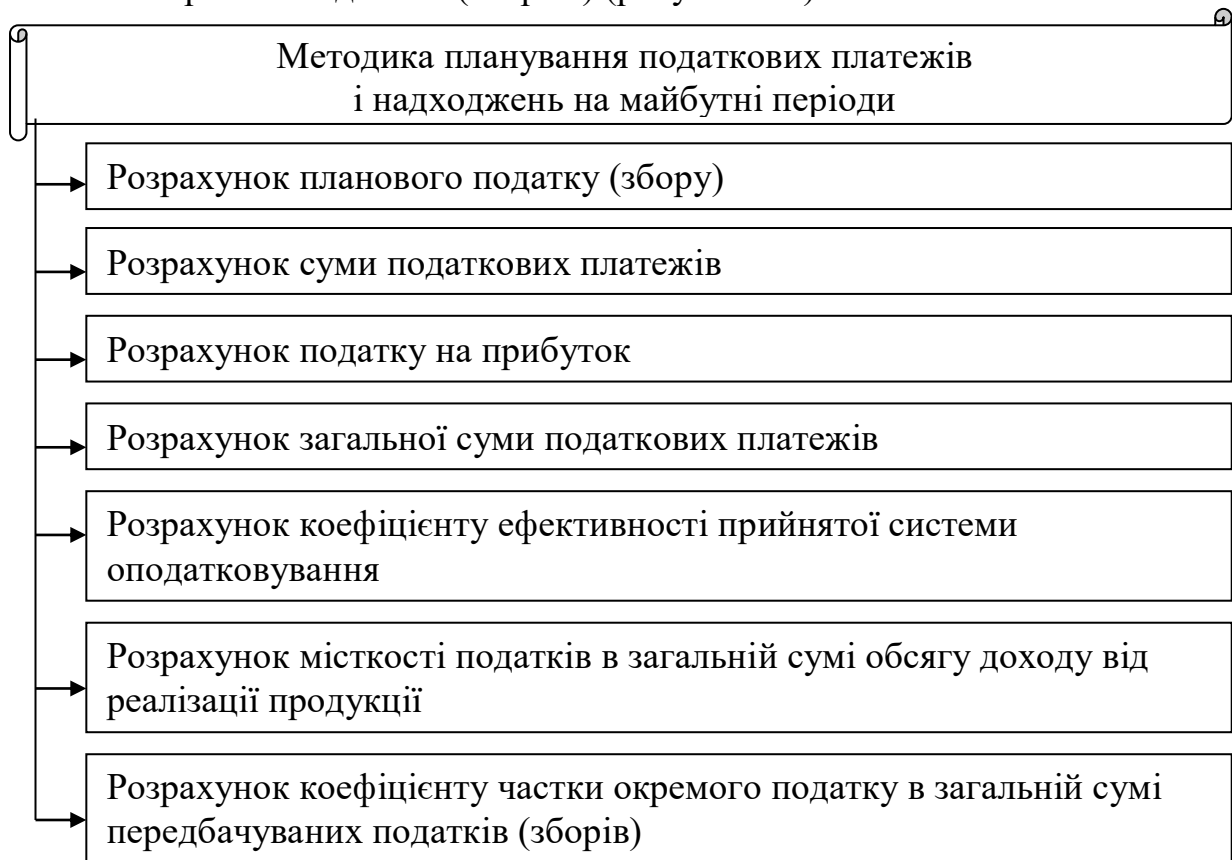 Методика планування податкових платежів
і надходжень на майбутні періоди
Розрахунок планового податку (збору)
Розрахунок суми податкових платежів
Розрахунок податку на прибуток
Розрахунок загальної суми податкових платежів
Розрахунок коефіцієнту ефективності прийнятої системи
оподатковування
Розрахунок місткості податків в загальній сумі обсягу доходу від
реалізації продукції
Розрахунок коефіцієнту частки окремого податку в загальній сумі
передбачуваних податків (зборів)